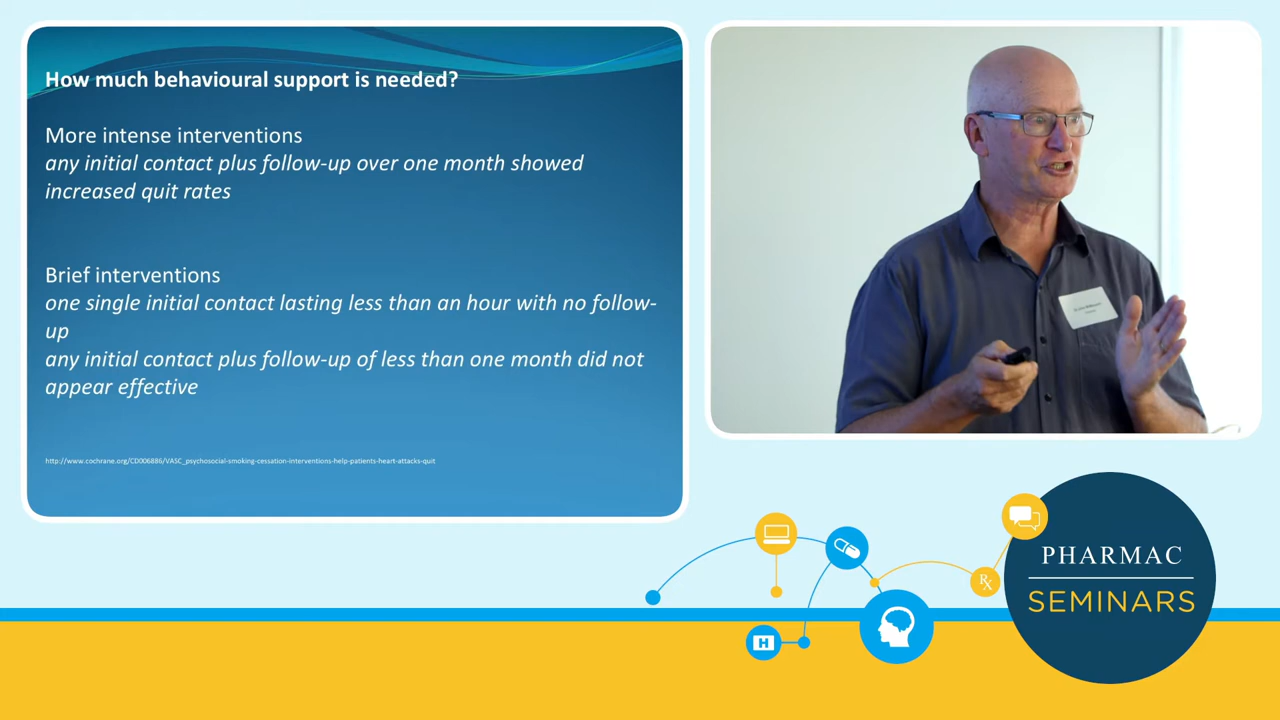 How much behavioural support is needed?
More intense interventions
any initial contact plus follow-up over one month showed
increased quit rates
Brief interventions
one single initial contact lasting less than an hour with no follow-
up
any initial contact plus follow-up of less than one month did not
appear effective
http://www.cochrane.org/CD006886/VASC_psychosocial-smoking-cessation-interventions-help-patients-heart-attacks-quit
H
Rx
PHARMAC
SEMINARS